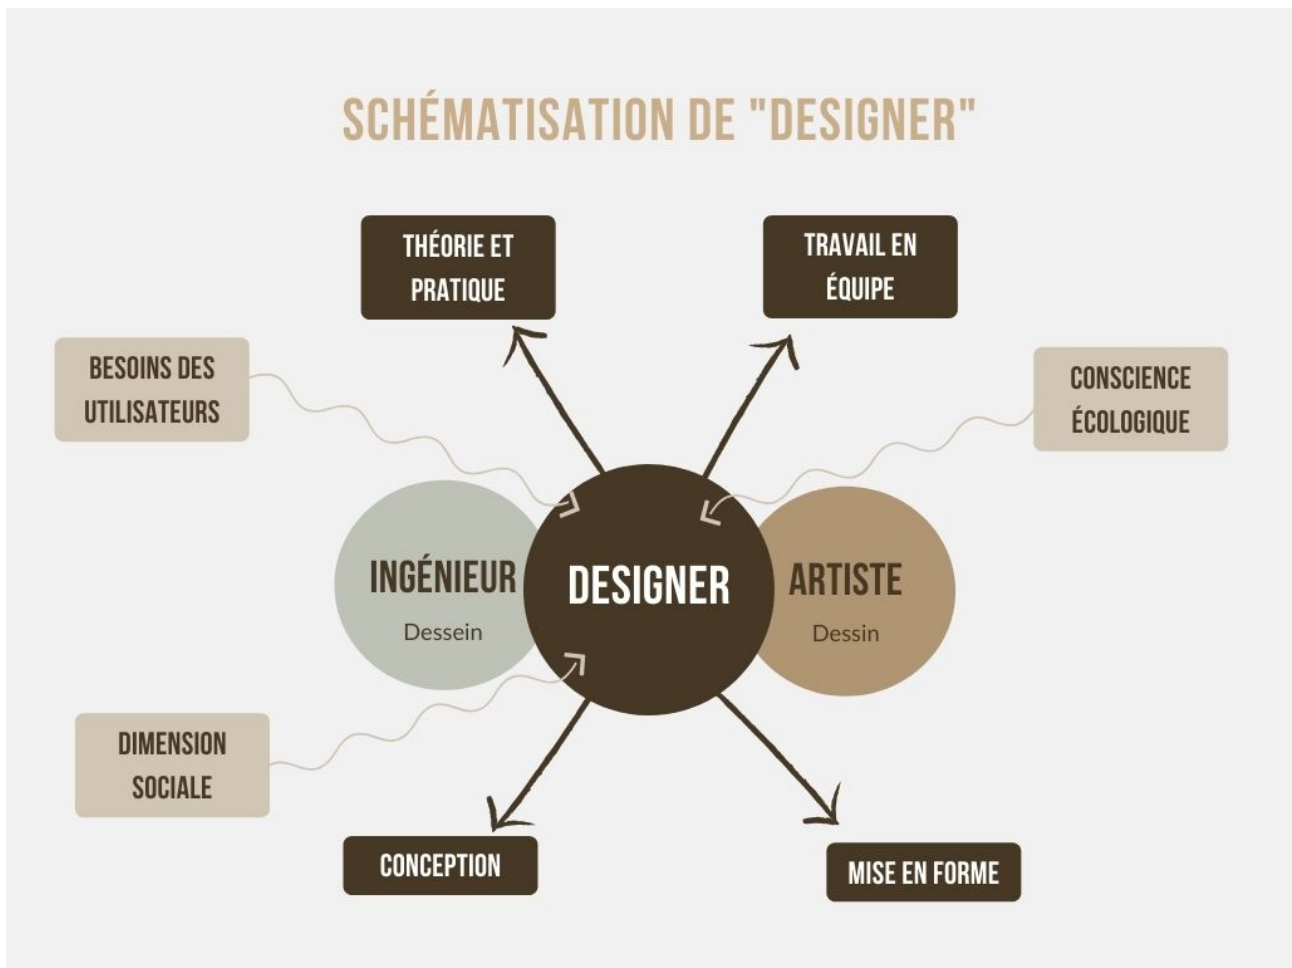 SCHÉMATISATION DE "DESIGNER"
THÉORIE ET
PRATIQUE
TRAVAIL EN
ÉQUIPE
BESOINS DES
UTILISATEURS
CONSCIENCE
ÉCOLOGIQUE
INGÉNIEUR
Dessein
DESIGNER
ARTISTE
Dessin
DIMENSION
SOCIALE
CONCEPTION
MISE EN FORME